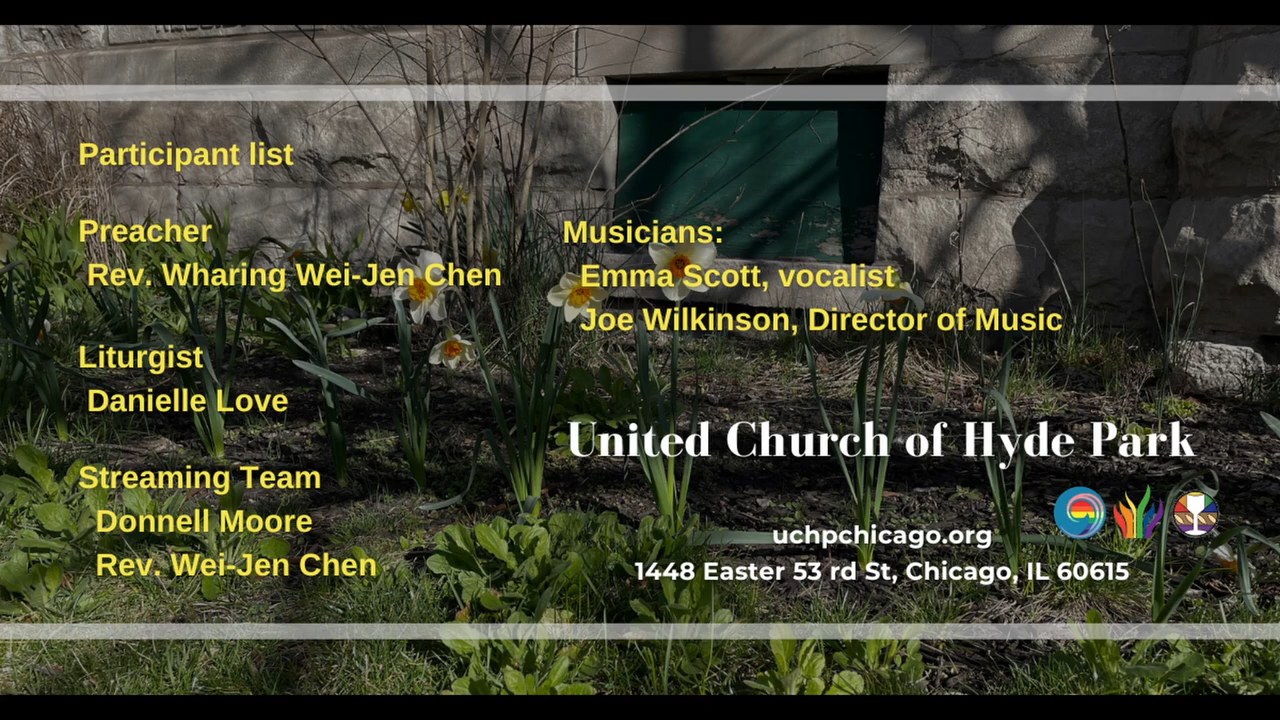 Participant list
Preacher
Rev. Wharing Wei-Jen Chen
Liturgist
Danielle Love
Streaming Team
Donnell Moore
Rev. Wei-Jen Chen
Musicians:
Emma Scott, vocalist
Joe Wilkinson, Director of Music
United Church of Hyde Park
uchpchicago.org
1448 Easter 53 rd St, Chicago, IL 60615